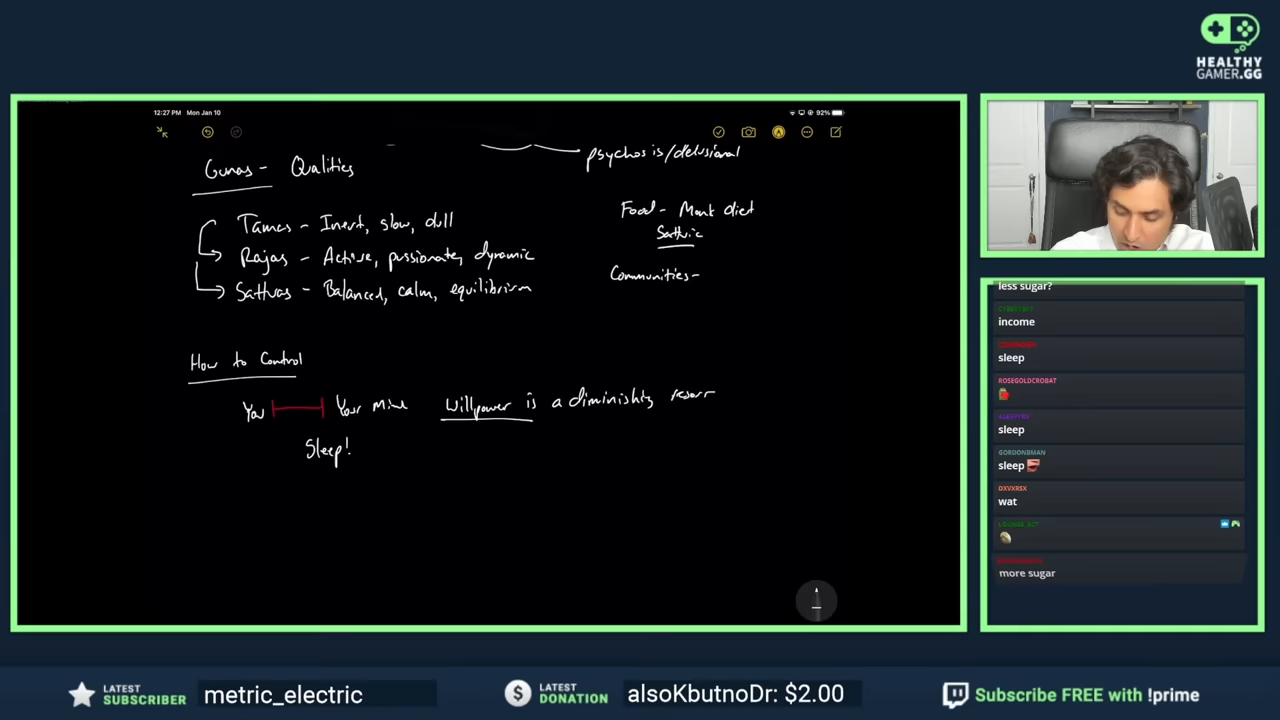 HEALTHY
GAMER.GG
12:27 PM Mon Jan 10
92%
psychosis/delusional
Gunas - Qualities
Tamas - Inert, slow, dull
Rajas - Active, passionate, dynamic
Sattvas - Balanced, calm, equilibrium
Food - Monk diet
Sattvic
Communities -
How to Control
You
Your mind
Willpower is a diminishing resour
Sleep!
less sugar?
income
sleep
ROSEGOLDCROBAT
sleep
GORDONBMAN
sleep
DXVXRSX
wat
more sugar
LATEST
SUBSCRIBER
metric_electric
LATEST
DONATION
alsoKbutnoDr: $2.00
Subscribe FREE with !prime